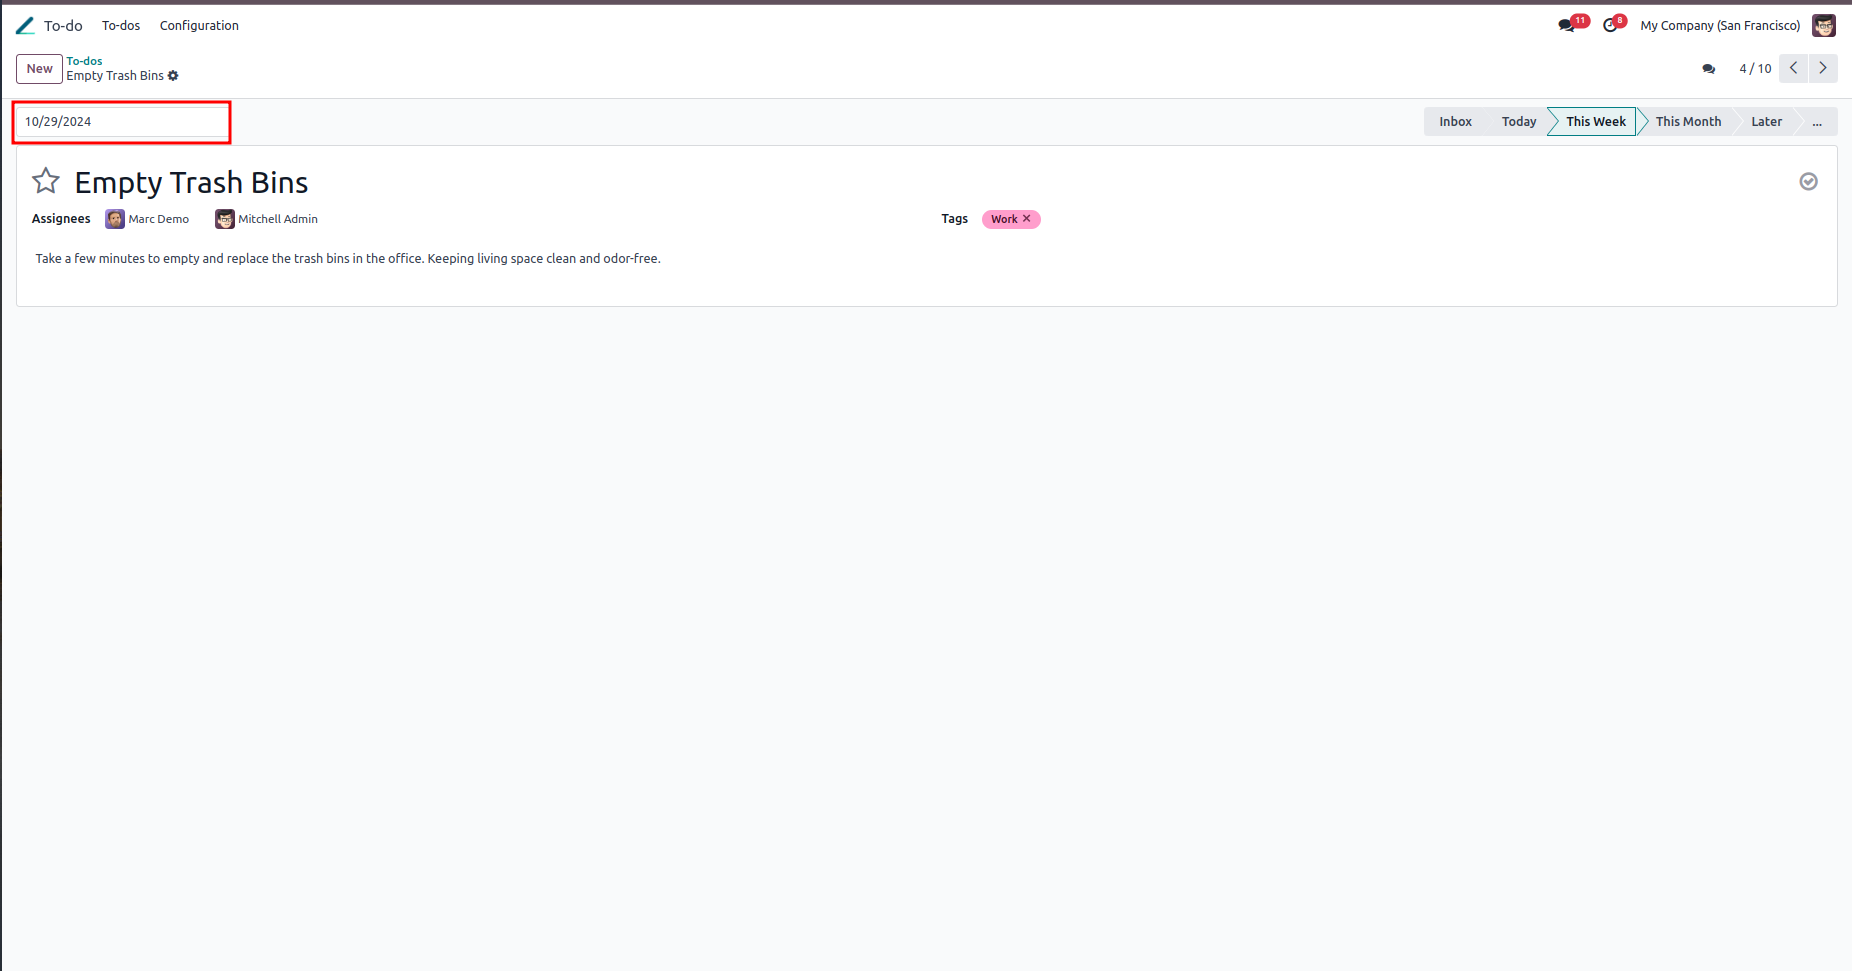 To-do To-dos Configuration 11 8 My Company (San Francisco)
New To-dos 4 / 10
Empty Trash Bins
10/29/2024 Inbox Today This Week This Month Later ...
Empty Trash Bins
Assignees Marc Demo Mitchell Admin Tags Work ×
Take a few minutes to empty and replace the trash bins in the office. Keeping living space clean and odor-free.